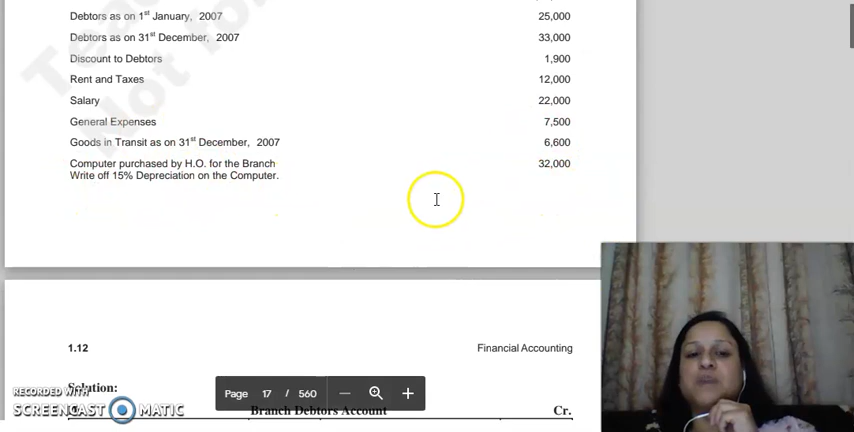 Debtors as on 1st January, 2007 25,000
Debtors as on 31st December, 2007 33,000
Discount to Debtors 1,900
Rent and Taxes 12,000
Salary 22,000
General Expenses 7,500
Goods in Transit as on 31st December, 2007 6,600
Computer purchased by H.O. for the Branch 32,000
Write off 15% Depreciation on the Computer.
1.12 Financial Accounting
Solution:
Page 17 / 560
Branch Debtors Account Cr.
RECORDED WITH
SCREENCAST MATIC